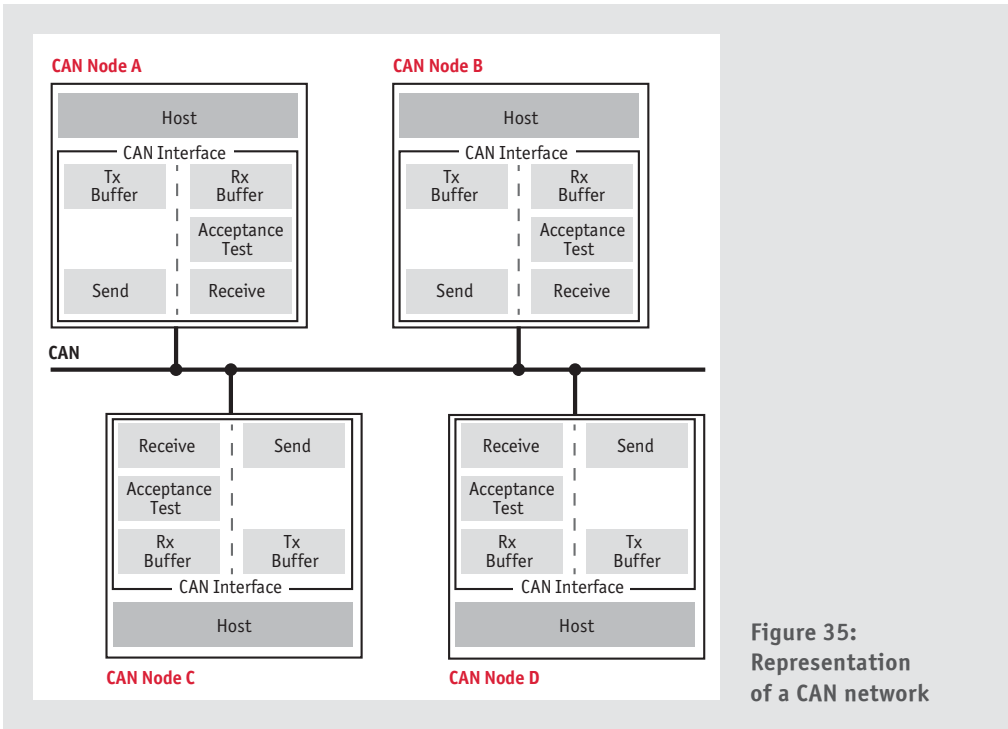 CAN Node A
Host
CAN Interface
Tx
Buffer
Rx
Buffer
Acceptance
Test
Send
Receive
CAN Node B
Host
CAN Interface
Tx
Buffer
Rx
Buffer
Acceptance
Test
Send
Receive
CAN
Receive
Send
Acceptance
Test
Rx
Buffer
Tx
Buffer
CAN Interface
Host
CAN Node C
Receive
Send
Acceptance
Test
Rx
Buffer
Tx
Buffer
CAN Interface
Host
CAN Node D
Figure 35:
Representation
of a CAN network